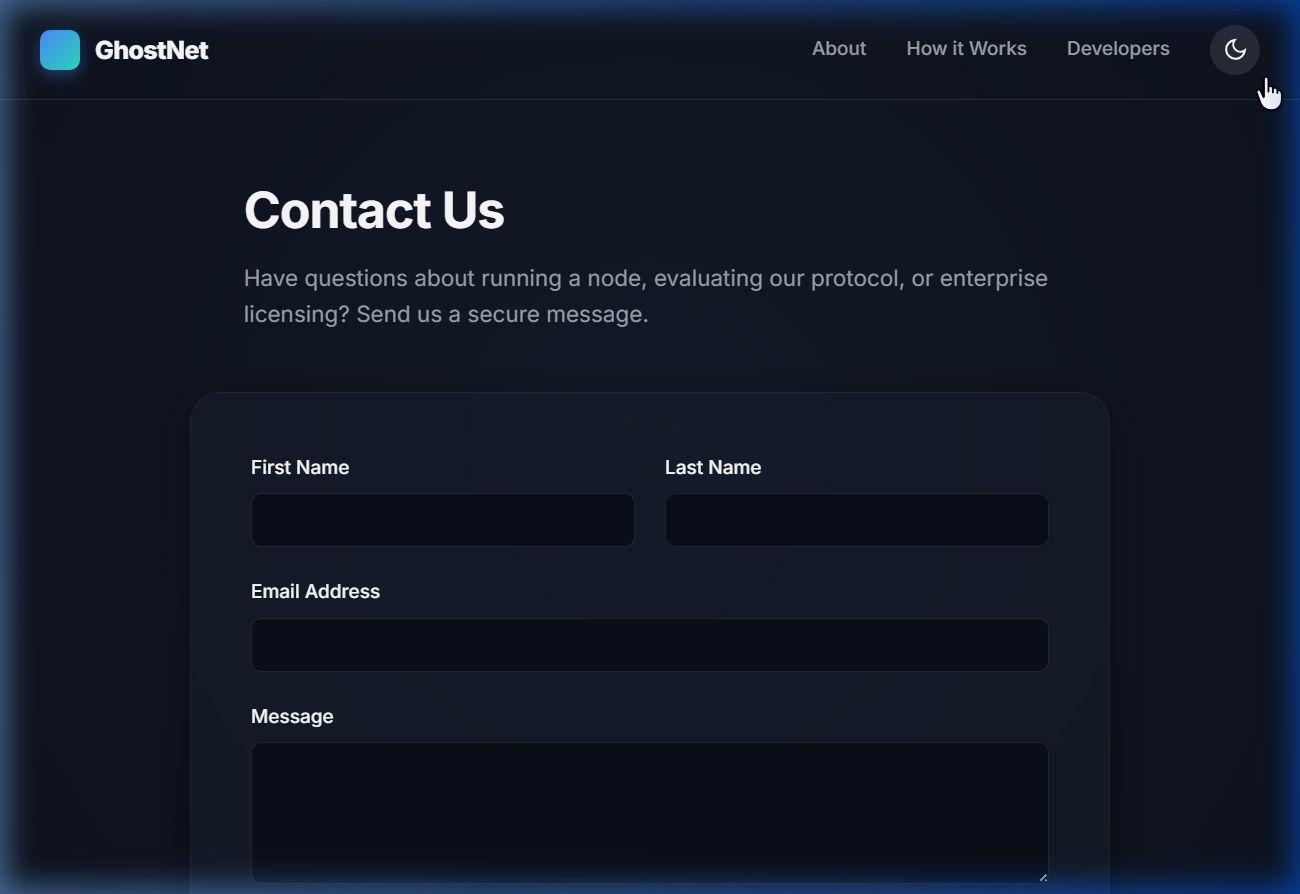 GhostNet
About
How it Works
Developers
Contact Us
Have questions about running a node, evaluating our protocol, or enterprise
licensing? Send us a secure message.
First Name
Last Name
Email Address
Message